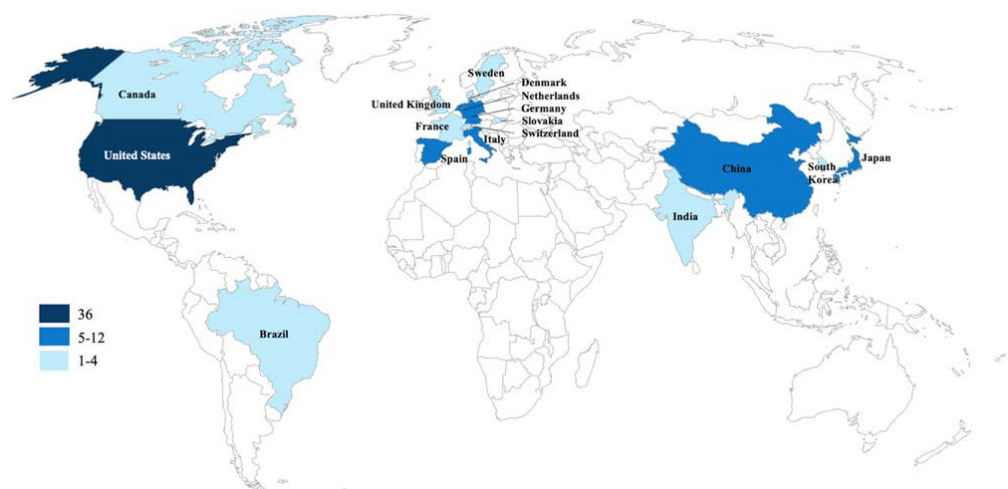 Sweden
Denmark
Canada
Netherlands
United Kingdom
Germany
Slovakia
France
Switzerland
Italy
United States
Spain
China
South
Korea
Japan
India
Brazil
36
5-12
1-4